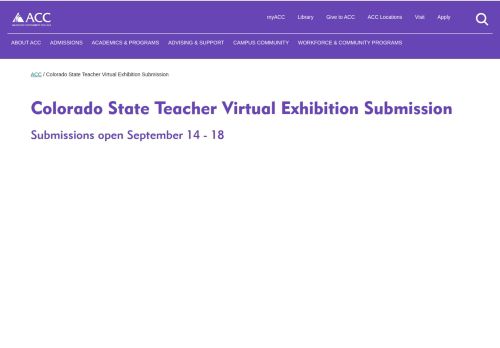 myACC Library Give to ACC ACC Locations Visit Apply
ACC
ABOUT ACC ADMISSIONS ACADEMICS & PROGRAMS ADVISING & SUPPORT CAMPUS COMMUNITY WORKFORCE & COMMUNITY PROGRAMS
ACC / Colorado State Teacher Virtual Exhibition Submission
Colorado State Teacher Virtual Exhibition Submission
Submissions open September 14 - 18